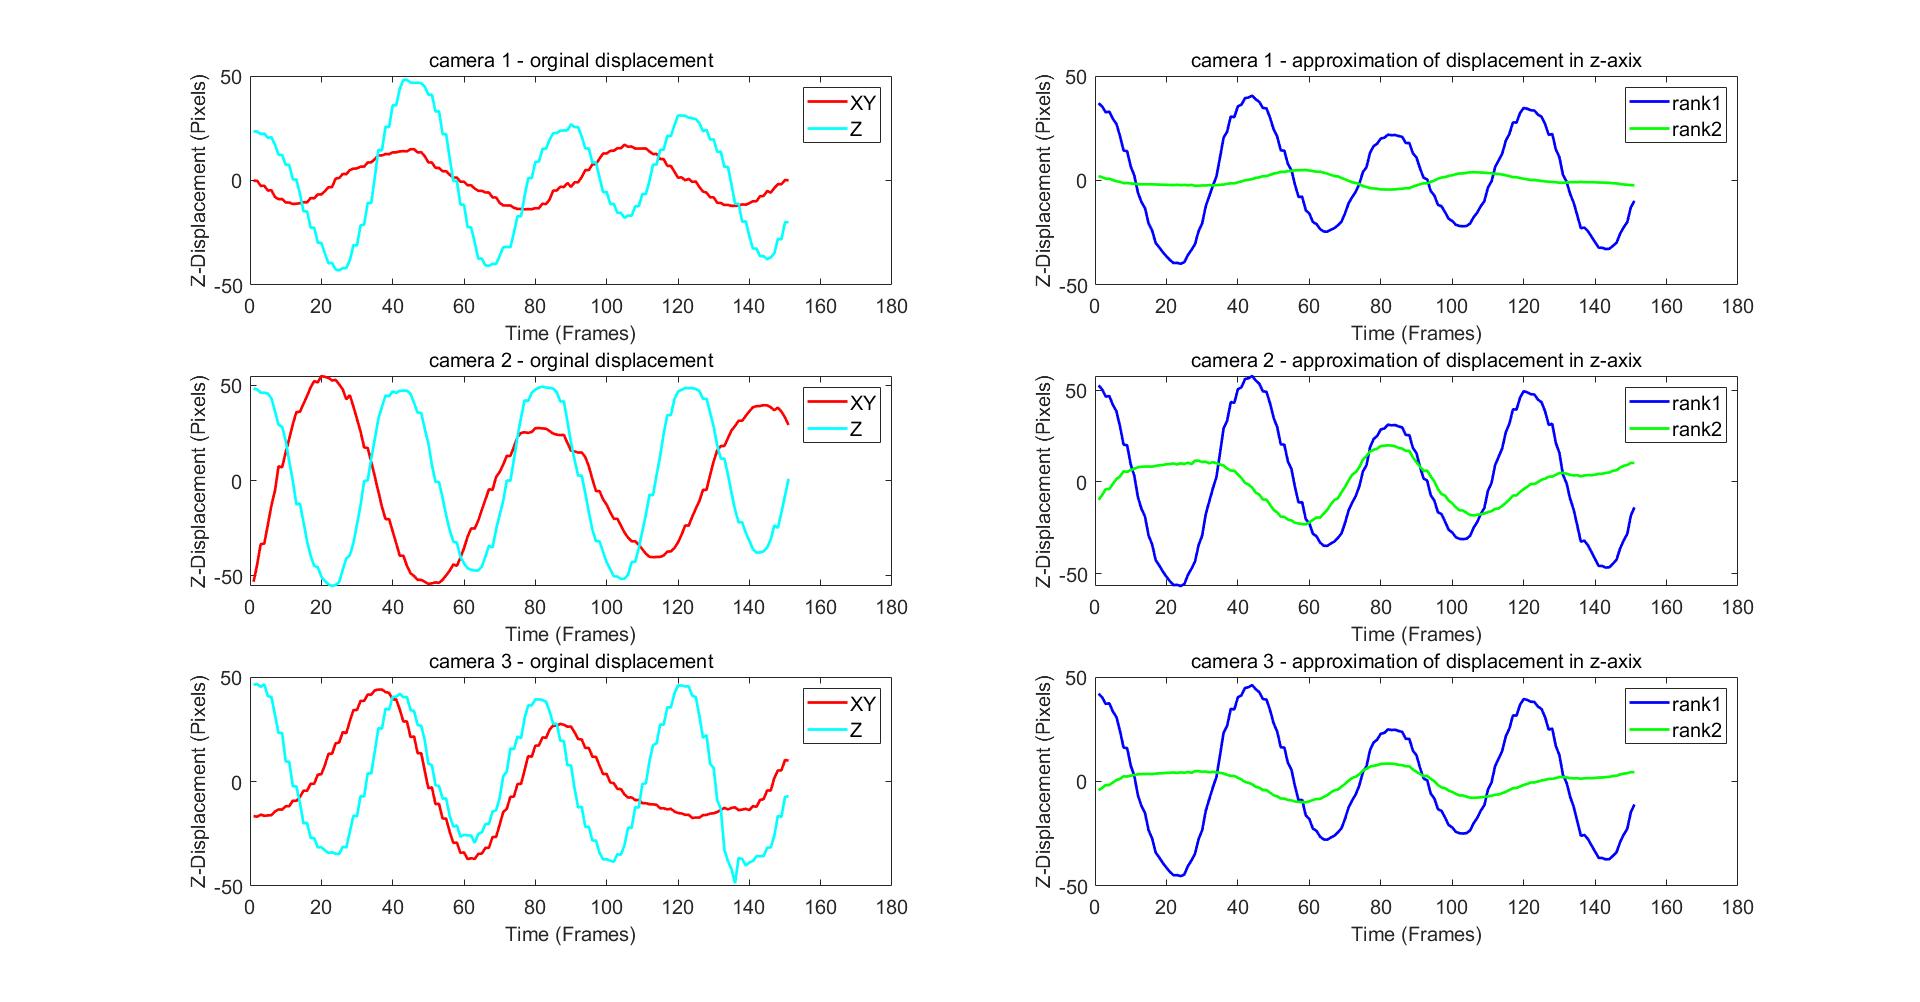 camera 1 - orginal displacement
Z-Displacement (Pixels)
50
0
-50
XY
Z
0 20 40 60 80 100 120 140 160 180
Time (Frames)
camera 1 - approximation of displacement in z-axix
Z-Displacement (Pixels)
50
0
-50
rank1
rank2
0 20 40 60 80 100 120 140 160 180
Time (Frames)
camera 2 - orginal displacement
Z-Displacement (Pixels)
50
0
-50
XY
Z
0 20 40 60 80 100 120 140 160 180
Time (Frames)
camera 2 - approximation of displacement in z-axix
Z-Displacement (Pixels)
50
0
-50
rank1
rank2
0 20 40 60 80 100 120 140 160 180
Time (Frames)
camera 3 - orginal displacement
Z-Displacement (Pixels)
50
0
-50
XY
Z
0 20 40 60 80 100 120 140 160 180
Time (Frames)
camera 3 - approximation of displacement in z-axix
Z-Displacement (Pixels)
50
0
-50
rank1
rank2
0 20 40 60 80 100 120 140 160 180
Time (Frames)